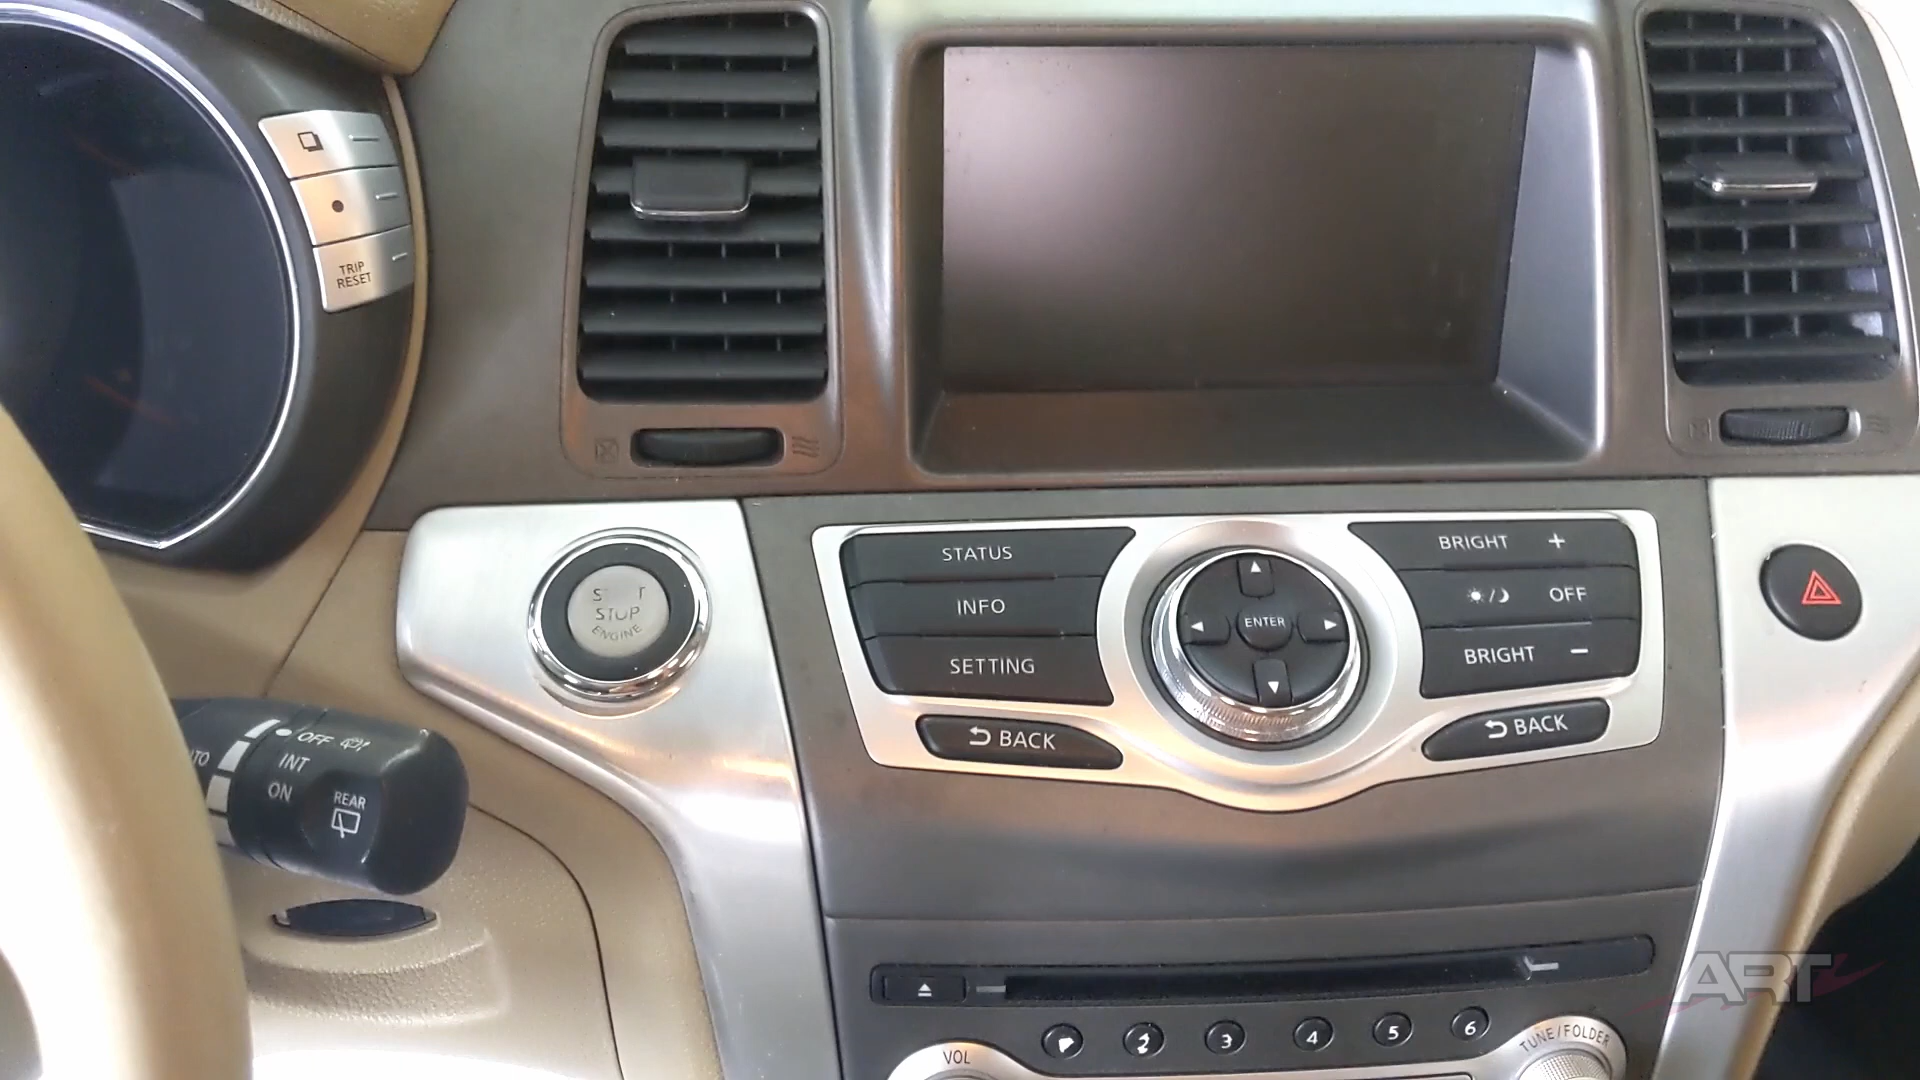 TRIP
RESET
STATUS
INFO
SETTING
BACK
ENTER
BRIGHT +
OFF
BRIGHT −
BACK
STOP
ENGINE
OFF
INT
ON
REAR
2 3 4 5 6
VOL
TUNE/FOLDER
ART